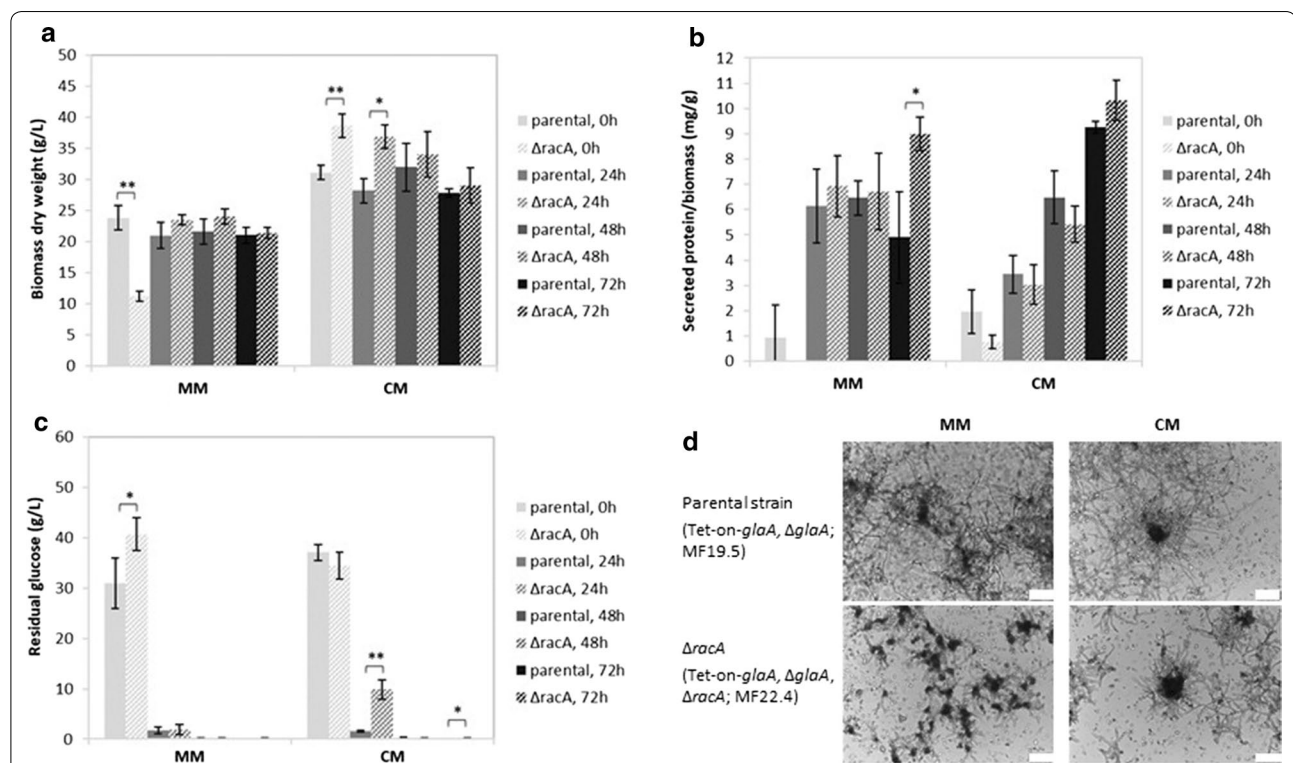 a
50
45
40
35
30
25
20
15
10
5
0
Biomass dry weight (g/L)
**
**
*
MM
CM
parental, 0h
ΔracA, 0h
parental, 24h
ΔracA, 24h
parental, 48h
ΔracA, 48h
parental, 72h
ΔracA, 72h
b
12
11
10
9
8
7
6
5
4
3
2
1
0
Secreted protein/biomass (mg/g)
*
MM
CM
parental, 0h
ΔracA, 0h
parental, 24h
ΔracA, 24h
parental, 48h
ΔracA, 48h
parental, 72h
ΔracA, 72h
c
60
50
40
30
20
10
0
Residual glucose (g/L)
*
**
*
MM
CM
parental, 0h
ΔracA, 0h
parental, 24h
ΔracA, 24h
parental, 48h
ΔracA, 48h
parental, 72h
ΔracA, 72h
d
MM
CM
Parental strain
(Tet-on-glaA, ΔglaA;
MF19.5)
ΔracA
(Tet-on-glaA, ΔglaA,
ΔracA; MF22.4)